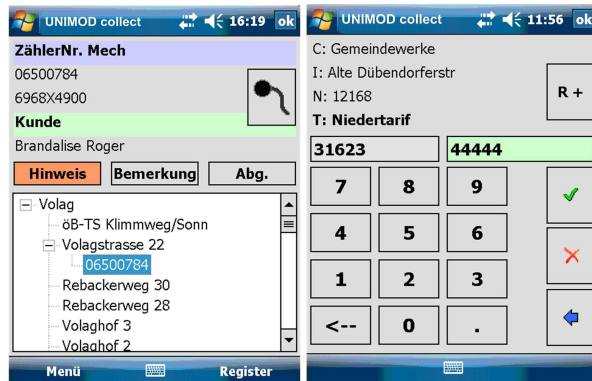 UNIMOD collect 16:19 ok
ZählerNr. Mech
06500784
6968X4900
Kunde
Brandalise Roger
Hinweis Bemerkung Abg.
Volag
öB-TS Klimmweg/Sonn
Volagstrasse 22
06500784
Rebackerweg 30
Rebackerweg 28
Volaghof 3
Volaghof 2
Menü Register
UNIMOD collect 11:56 ok
C: Gemeindewerke
I: Alte Dübendorferstr
N: 12168
R +
T: Niedertarif
31623 44444
7 8 9
4 5 6
1 2 3
<-- 0 .